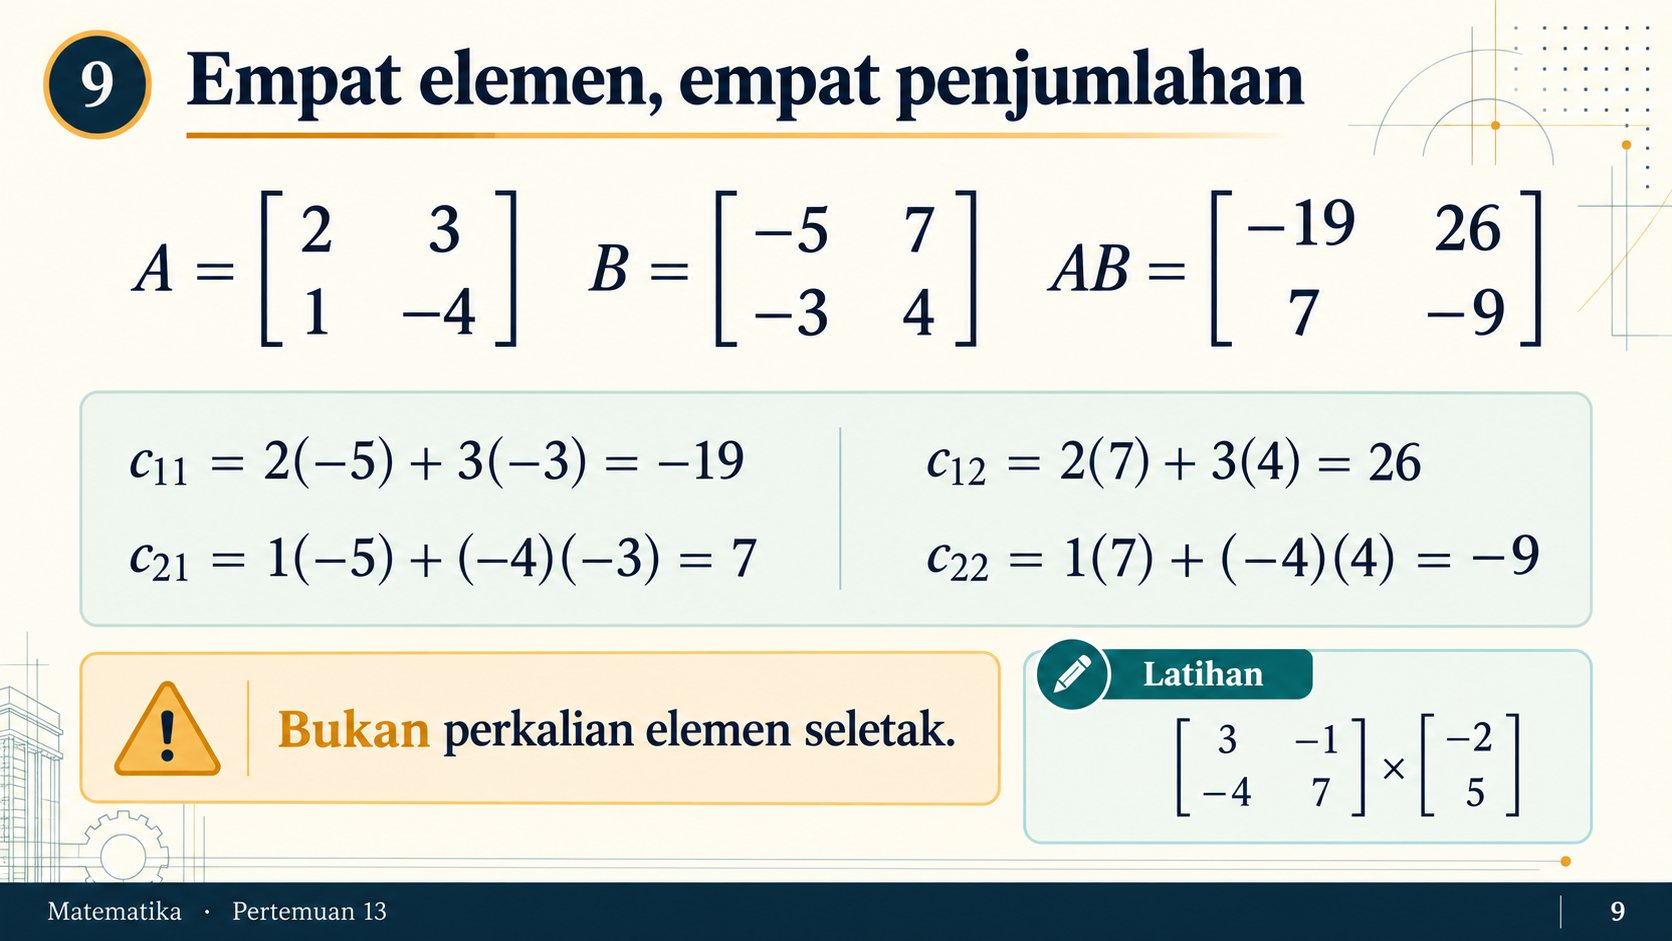 9 Empat elemen, empat penjumlahan
A = [ 2 3 ; 1 −4 ] B = [ −5 7 ; −3 4 ] AB = [ −19 26 ; 7 −9 ]
c₁₁ = 2(−5) + 3(−3) = −19
c₂₁ = 1(−5) + (−4)(−3) = 7
c₁₂ = 2(7) + 3(4) = 26
c₂₂ = 1(7) + (−4)(4) = −9
Bukan perkalian elemen seletak.
Latihan
[ 3 −1 ; −4 7 ] × [ −2 ; 5 ]
Matematika · Pertemuan 13
9